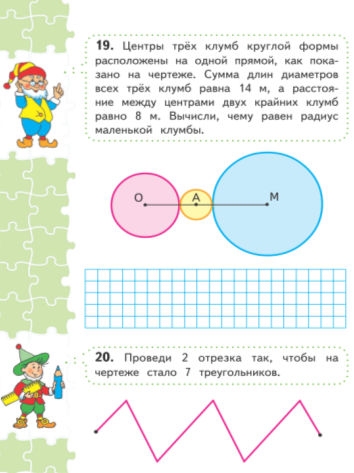 19. Центры трёх клумб круглой формы
расположены на одной прямой, как пока-
зано на чертеже. Сумма длин диаметров
всех трёх клумб равна 14 м, а расстоя-
ние между центрами двух крайних клумб
равно 8 м. Вычисли, чему равен радиус
маленькой клумбы.
О А М
20. Проведи 2 отрезка так, чтобы на
чертеже стало 7 треугольников.